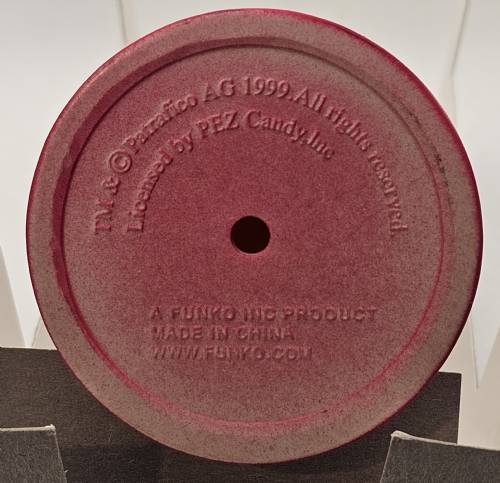 TM & © Parrafico AG 1999.All rights reserved.
Licensed by PEZ Candy,Inc
A FUNKO INC PRODUCT
MADE IN CHINA
WWW.FUNKO.COM